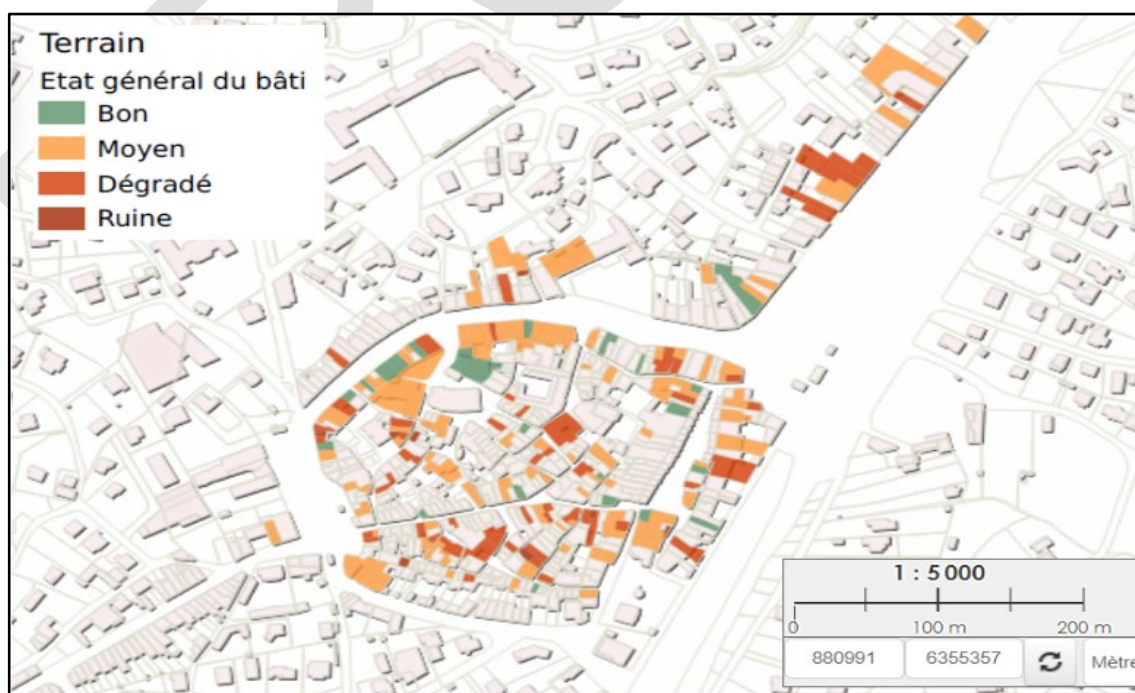 Terrain
Etat général du bâti
Bon
Moyen
Dégradé
Ruine
1 : 5 000
0 100 m 200 m
880991 6355357 Mètre